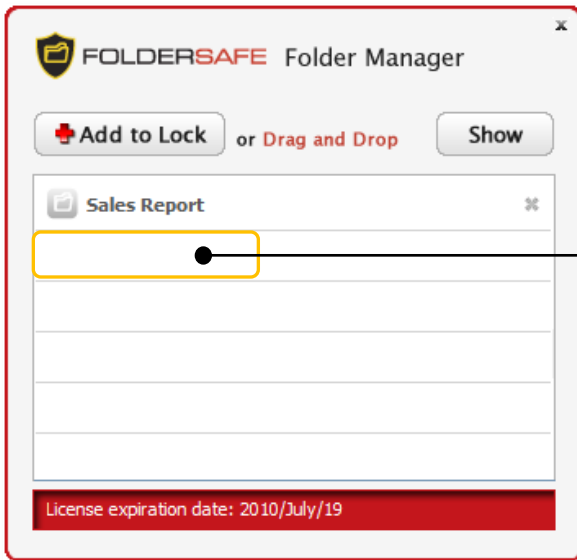 x
FOLDERSAFE Folder Manager
Add to Lock or Drag and Drop Show
Sales Report
License expiration date: 2010/July/19